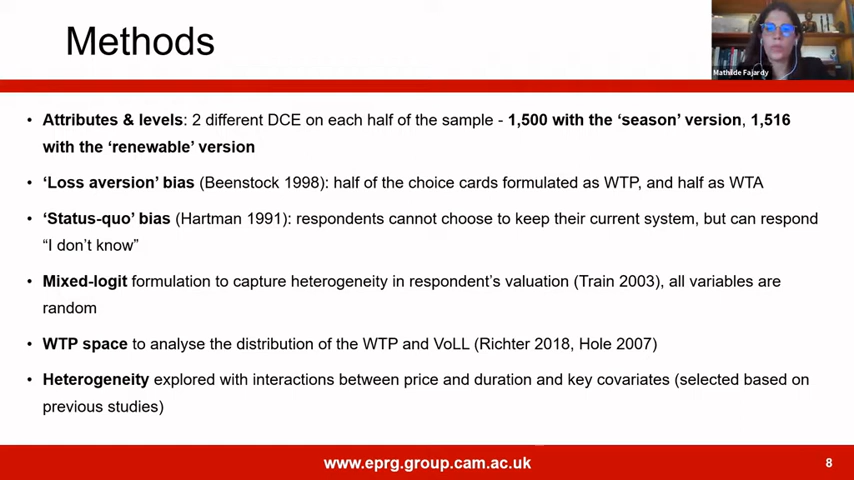 Methods
Mathilde Fajardy
• Attributes & levels: 2 different DCE on each half of the sample - 1,500 with the ‘season’ version, 1,516
with the ‘renewable’ version
• ‘Loss aversion’ bias (Beenstock 1998): half of the choice cards formulated as WTP, and half as WTA
• ‘Status-quo’ bias (Hartman 1991): respondents cannot choose to keep their current system, but can respond
“I don’t know”
• Mixed-logit formulation to capture heterogeneity in respondent’s valuation (Train 2003), all variables are
random
• WTP space to analyse the distribution of the WTP and VoLL (Richter 2018, Hole 2007)
• Heterogeneity explored with interactions between price and duration and key covariates (selected based on
previous studies)
www.eprg.group.cam.ac.uk
8